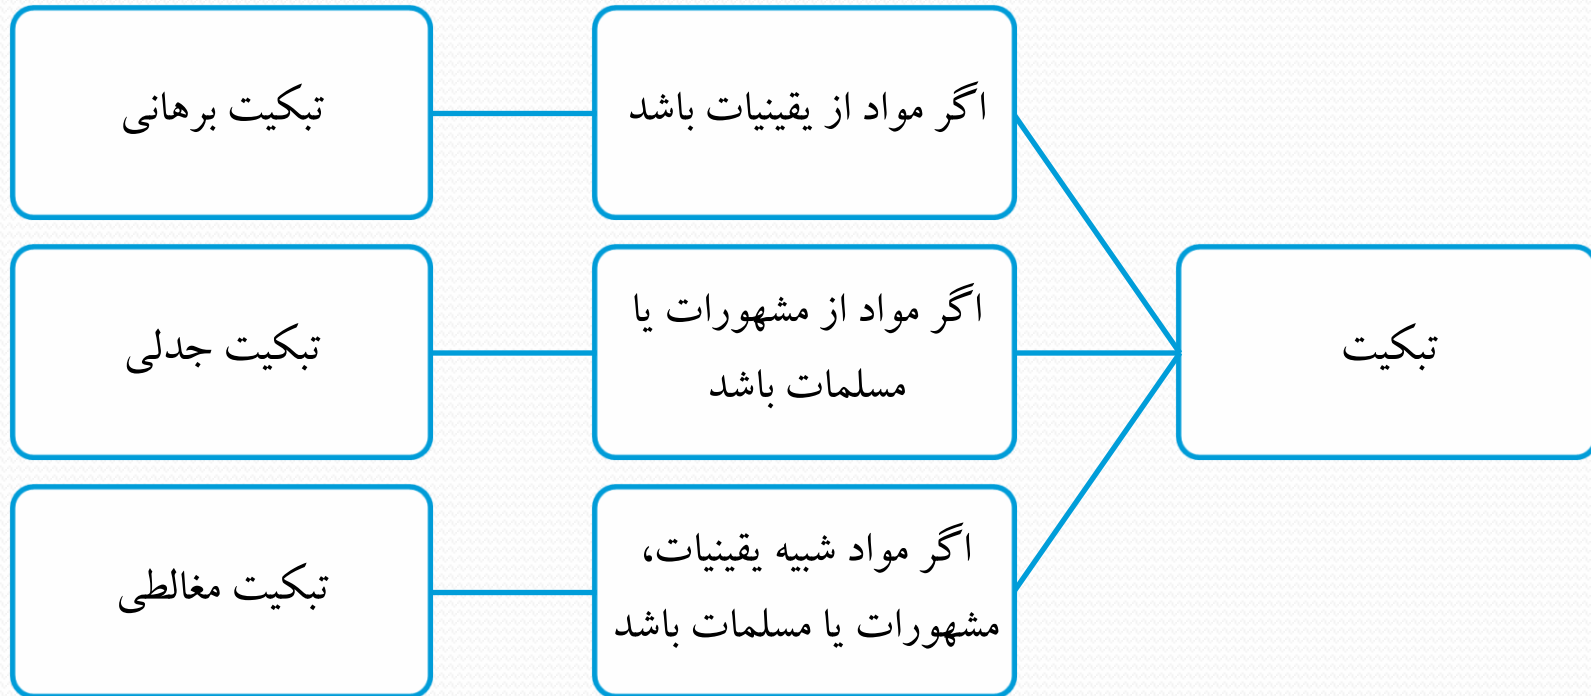 تبکیت
اگر مواد از یقینیات باشد
تبکیت برهانی
اگر مواد از مشهورات یا
مسلمات باشد
تبکیت جدلی
اگر مواد شبیه یقینیات،
مشهورات یا مسلمات باشد
تبکیت مغالطی